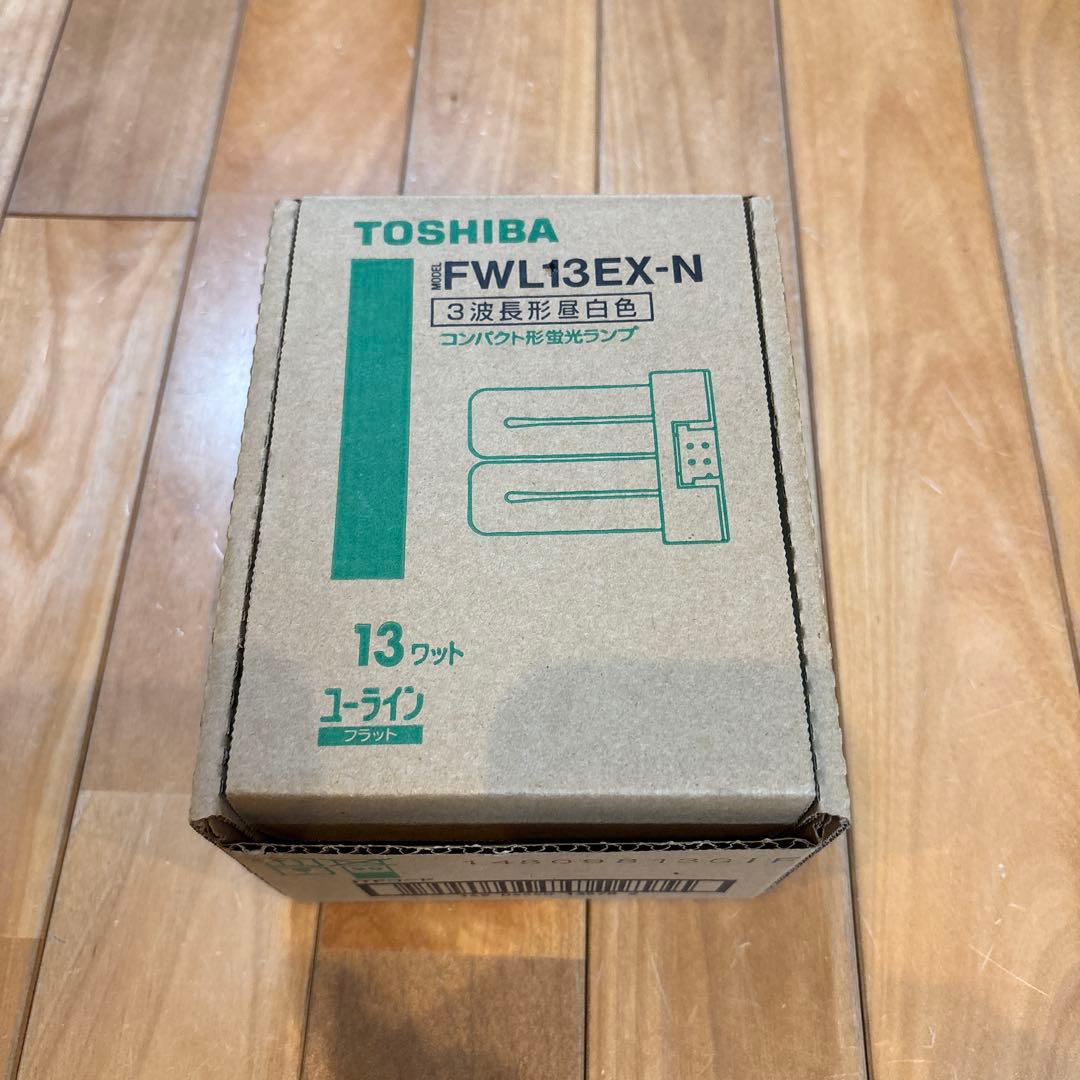 TOSHIBA
MODEL FWL13EX-N
3波長形昼白色
コンパクト形蛍光ランプ
13ワット
ユーライン
フラット